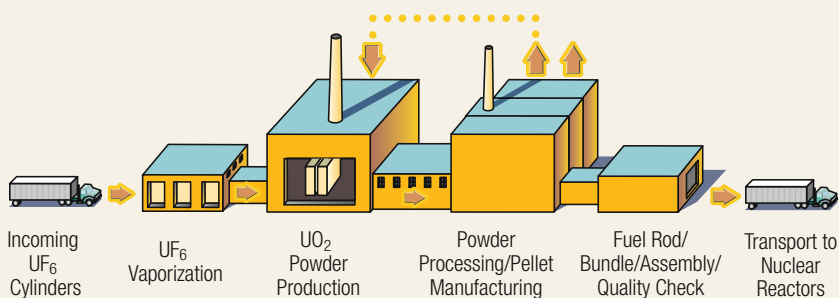 Incoming
UF6
Cylinders
UF6
Vaporization
UO2
Powder
Production
Powder
Processing/Pellet
Manufacturing
Fuel Rod/
Bundle/Assembly/
Quality Check
Transport to
Nuclear
Reactors